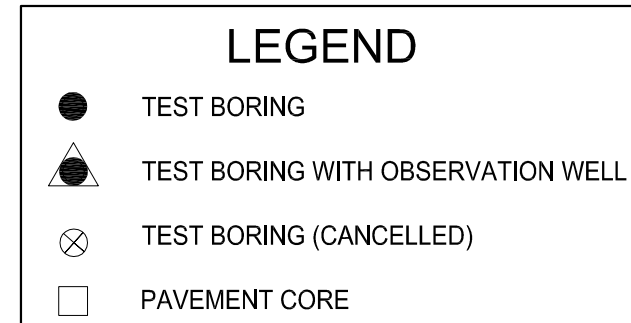 LEGEND
TEST BORING
TEST BORING WITH OBSERVATION WELL
TEST BORING (CANCELLED)
PAVEMENT CORE